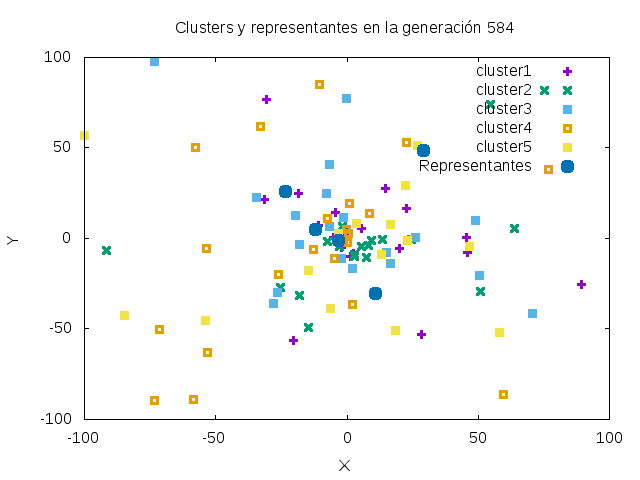 Clusters y representantes en la generación 584
100
50
0
-50
-100
-100
-50
0
50
100
Y
X
cluster1
cluster2
cluster3
cluster4
cluster5
Representantes